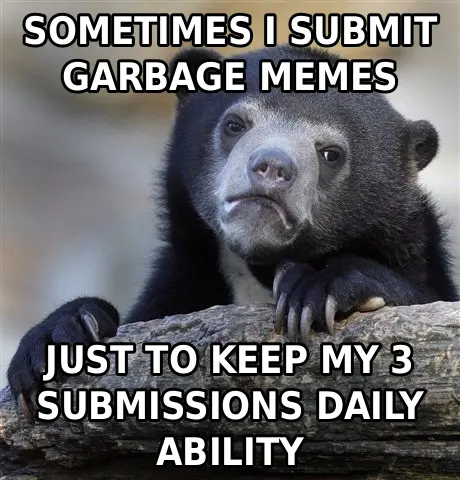 SOMETIMES I SUBMIT
GARBAGE MEMES
JUST TO KEEP MY 3
SUBMISSIONS DAILY
ABILITY